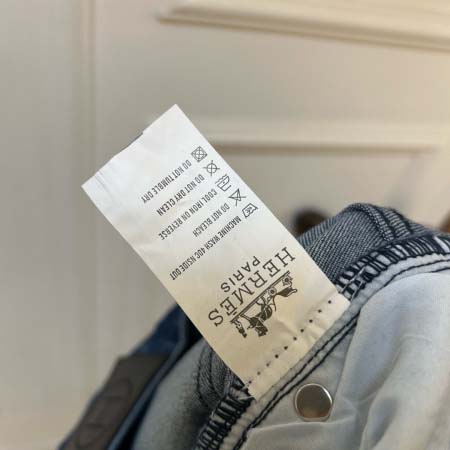 HERMÈS
PARIS
MACHINE WASH 40C NSIDE OUT
DO NOT BLEACH
COOL IRON ON REVERSE
DO NOT DRY CLEAN
DO NOT TUMBLE DRY